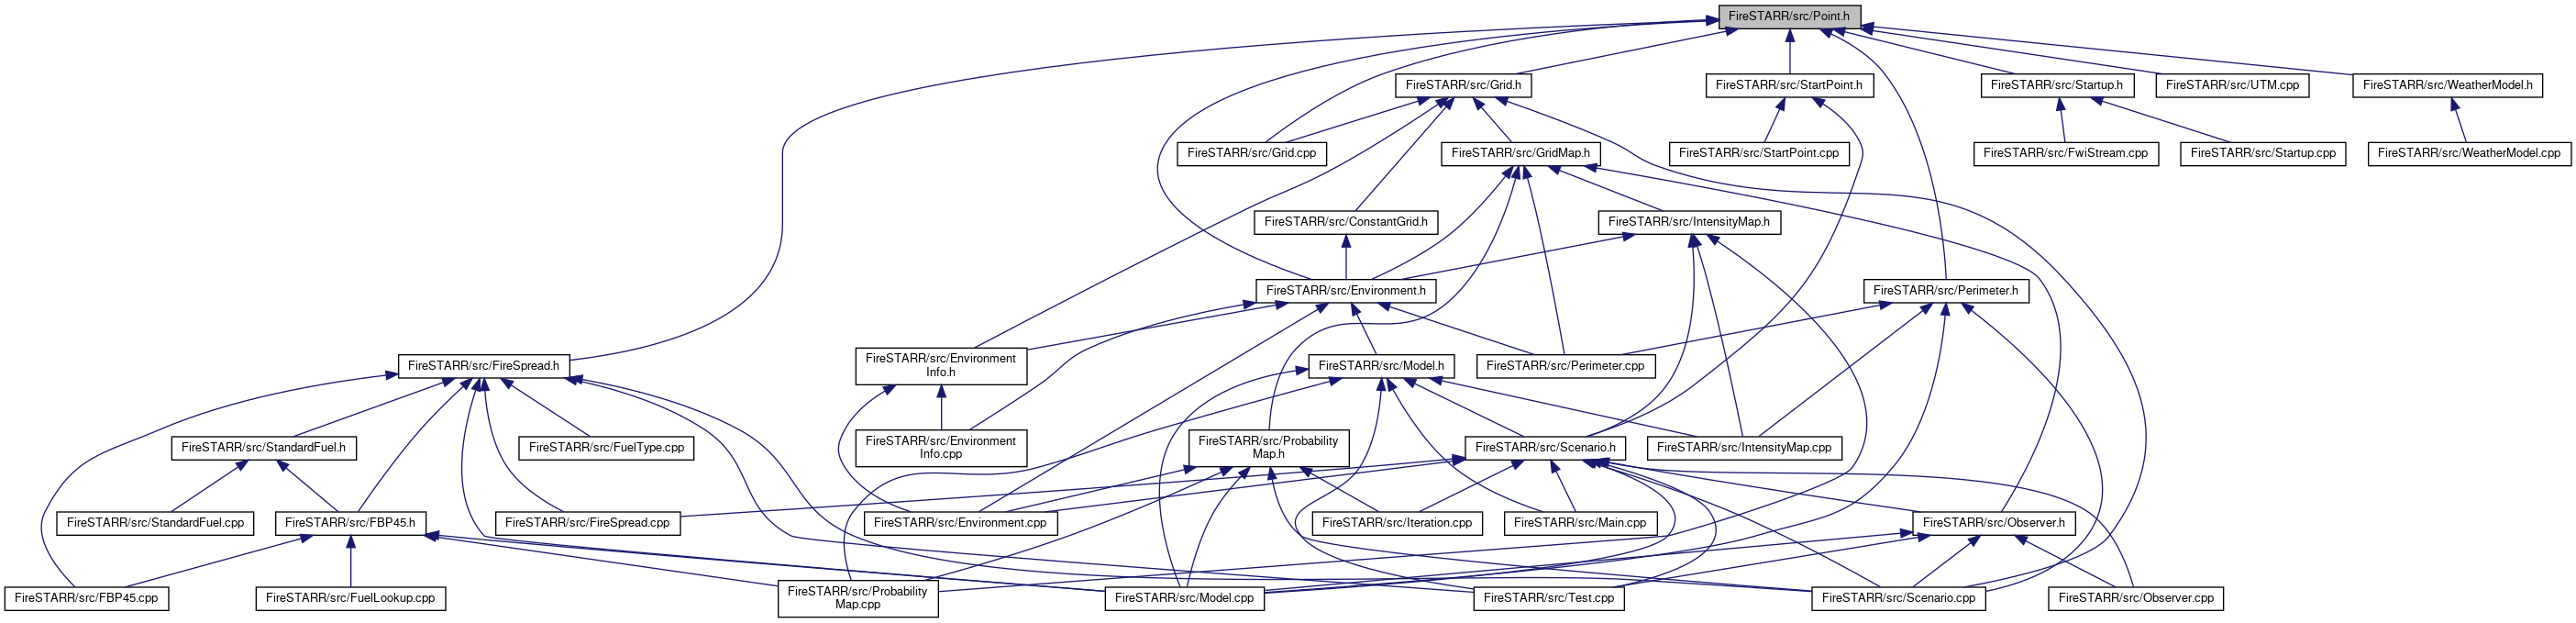 FireSTARR/src/Point.h
FireSTARR/src/Grid.h
FireSTARR/src/StartPoint.h
FireSTARR/src/Startup.h
FireSTARR/src/UTM.cpp
FireSTARR/src/WeatherModel.h
FireSTARR/src/Grid.cpp
FireSTARR/src/GridMap.h
FireSTARR/src/StartPoint.cpp
FireSTARR/src/FwiStream.cpp
FireSTARR/src/Startup.cpp
FireSTARR/src/WeatherModel.cpp
FireSTARR/src/ConstantGrid.h
FireSTARR/src/IntensityMap.h
FireSTARR/src/Environment.h
FireSTARR/src/Perimeter.h
FireSTARR/src/FireSpread.h
FireSTARR/src/Environment
Info.h
FireSTARR/src/Model.h
FireSTARR/src/Perimeter.cpp
FireSTARR/src/StandardFuel.h
FireSTARR/src/FuelType.cpp
FireSTARR/src/Environment
Info.cpp
FireSTARR/src/Probability
Map.h
FireSTARR/src/Scenario.h
FireSTARR/src/IntensityMap.cpp
FireSTARR/src/StandardFuel.cpp
FireSTARR/src/FBP45.h
FireSTARR/src/FireSpread.cpp
FireSTARR/src/Environment.cpp
FireSTARR/src/Iteration.cpp
FireSTARR/src/Main.cpp
FireSTARR/src/Observer.h
FireSTARR/src/FBP45.cpp
FireSTARR/src/FuelLookup.cpp
FireSTARR/src/Probability
Map.cpp
FireSTARR/src/Model.cpp
FireSTARR/src/Test.cpp
FireSTARR/src/Scenario.cpp
FireSTARR/src/Observer.cpp